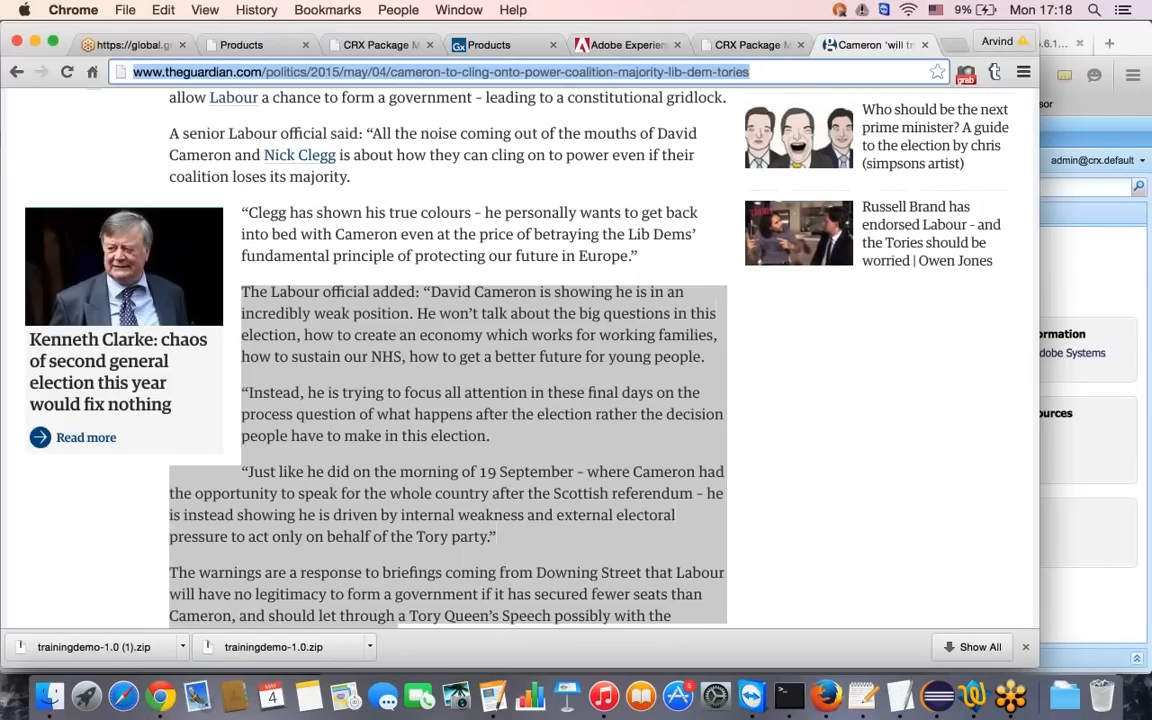 Chrome File Edit View History Bookmarks People Window Help 9% Mon 17:18
https://global.g Products CRX Package M Products Adobe Experien CRX Package M Cameron 'will t Arvind
www.theguardian.com/politics/2015/may/04/cameron-to-cling-onto-power-coalition-majority-lib-dem-tories grab
allow Labour a chance to form a government – leading to a constitutional gridlock.
A senior Labour official said: “All the noise coming out of the mouths of David
Cameron and Nick Clegg is about how they can cling on to power even if their
coalition loses its majority.
“Clegg has shown his true colours – he personally wants to get back
into bed with Cameron even at the price of betraying the Lib Dems’
fundamental principle of protecting our future in Europe.”
The Labour official added: “David Cameron is showing he is in an
incredibly weak position. He won’t talk about the big questions in this
election, how to create an economy which works for working families,
how to sustain our NHS, how to get a better future for young people.
“Instead, he is trying to focus all attention in these final days on the
process question of what happens after the election rather the decision
people have to make in this election.
“Just like he did on the morning of 19 September – where Cameron had
the opportunity to speak for the whole country after the Scottish referendum – he
is instead showing he is driven by internal weakness and external electoral
pressure to act only on behalf of the Tory party.”
The warnings are a response to briefings coming from Downing Street that Labour
will have no legitimacy to form a government if it has secured fewer seats than
Cameron, and should let through a Tory Queen’s Speech possibly with the
Kenneth Clarke: chaos
of second general
election this year
would fix nothing
Read more
Who should be the next
prime minister? A guide
to the election by chris
(simpsons artist)
Russell Brand has
endorsed Labour – and
the Tories should be
worried | Owen Jones
5.6.1...
sor
admin@crx.default
ormation
dobe Systems
ources
trainingdemo-1.0 (1).zip trainingdemo-1.0.zip Show All